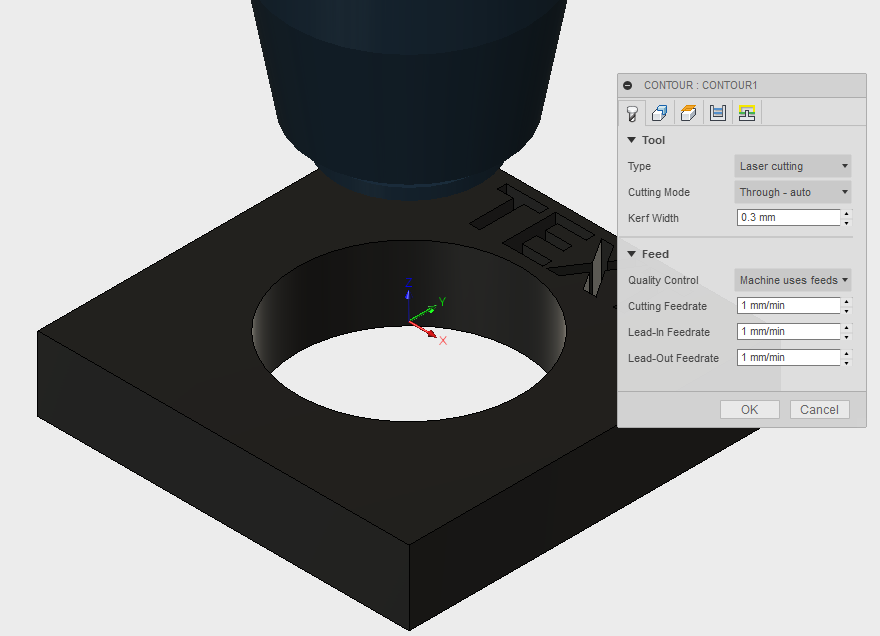 CONTOUR : CONTOUR1
Tool
Type Laser cutting
Cutting Mode Through - auto
Kerf Width 0.3 mm
Feed
Quality Control Machine uses feeds
Cutting Feedrate 1 mm/min
Lead-In Feedrate 1 mm/min
Lead-Out Feedrate 1 mm/min
OK Cancel
Z
Y
X